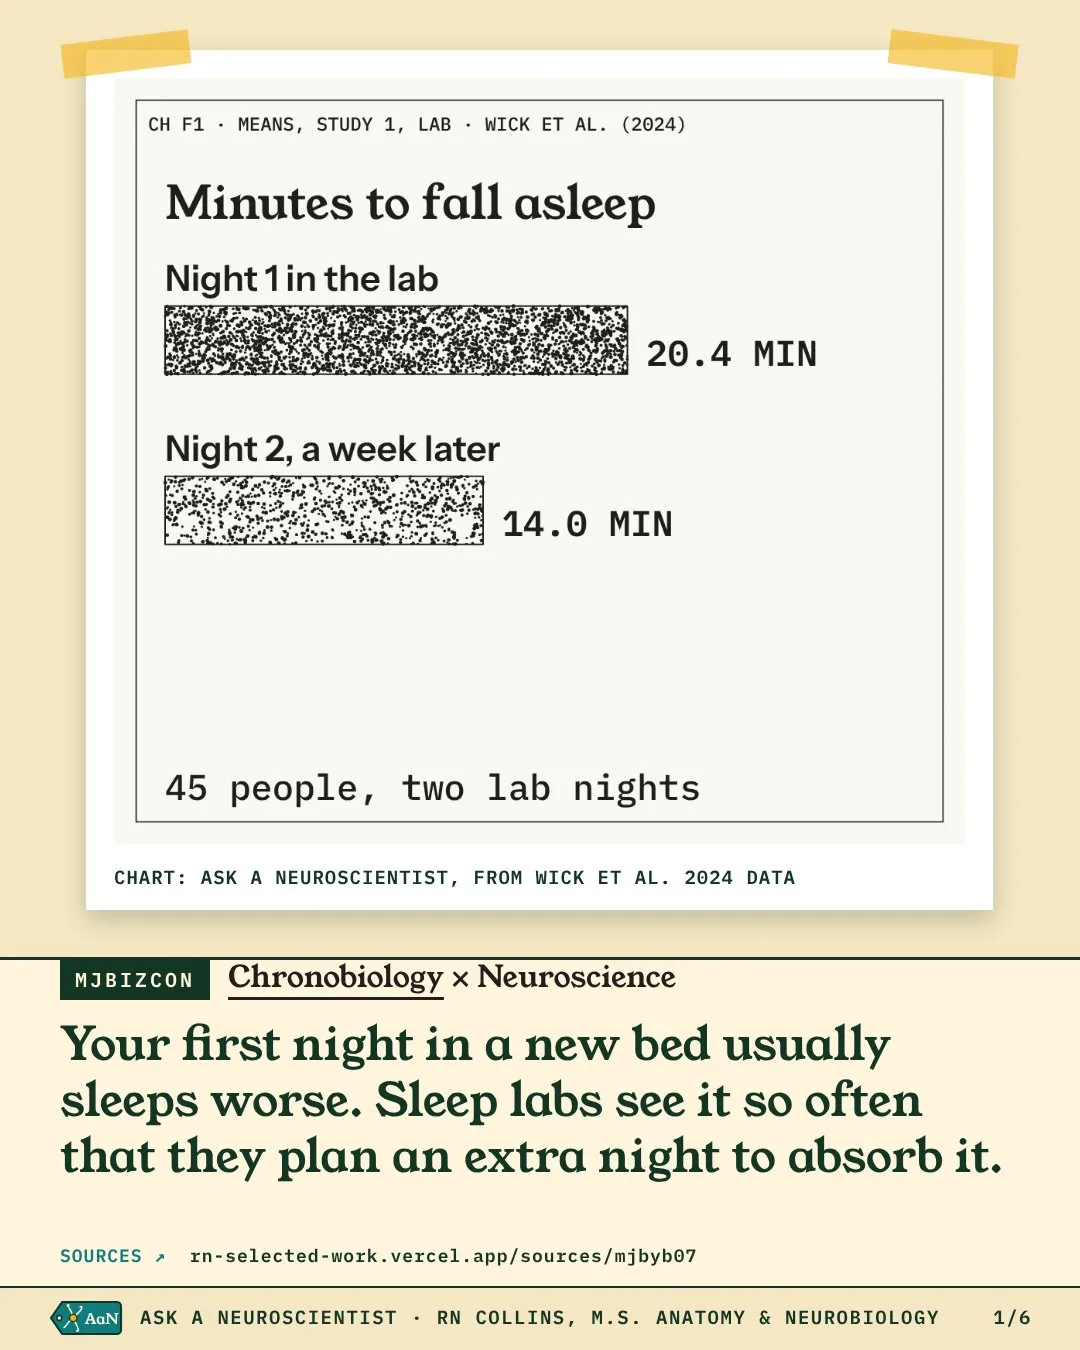 CH F1 · MEANS, STUDY 1, LAB · WICK ET AL. (2024)
Minutes to fall asleep
Night 1 in the lab
20.4 MIN
Night 2, a week later
14.0 MIN
45 people, two lab nights
CHART: ASK A NEUROSCIENTIST, FROM WICK ET AL. 2024 DATA
MJBIZCON Chronobiology × Neuroscience
Your first night in a new bed usually
sleeps worse. Sleep labs see it so often
that they plan an extra night to absorb it.
SOURCES ↗ rn-selected-work.vercel.app/sources/mjbyb07
AaN ASK A NEUROSCIENTIST · RN COLLINS, M.S. ANATOMY & NEUROBIOLOGY 1/6